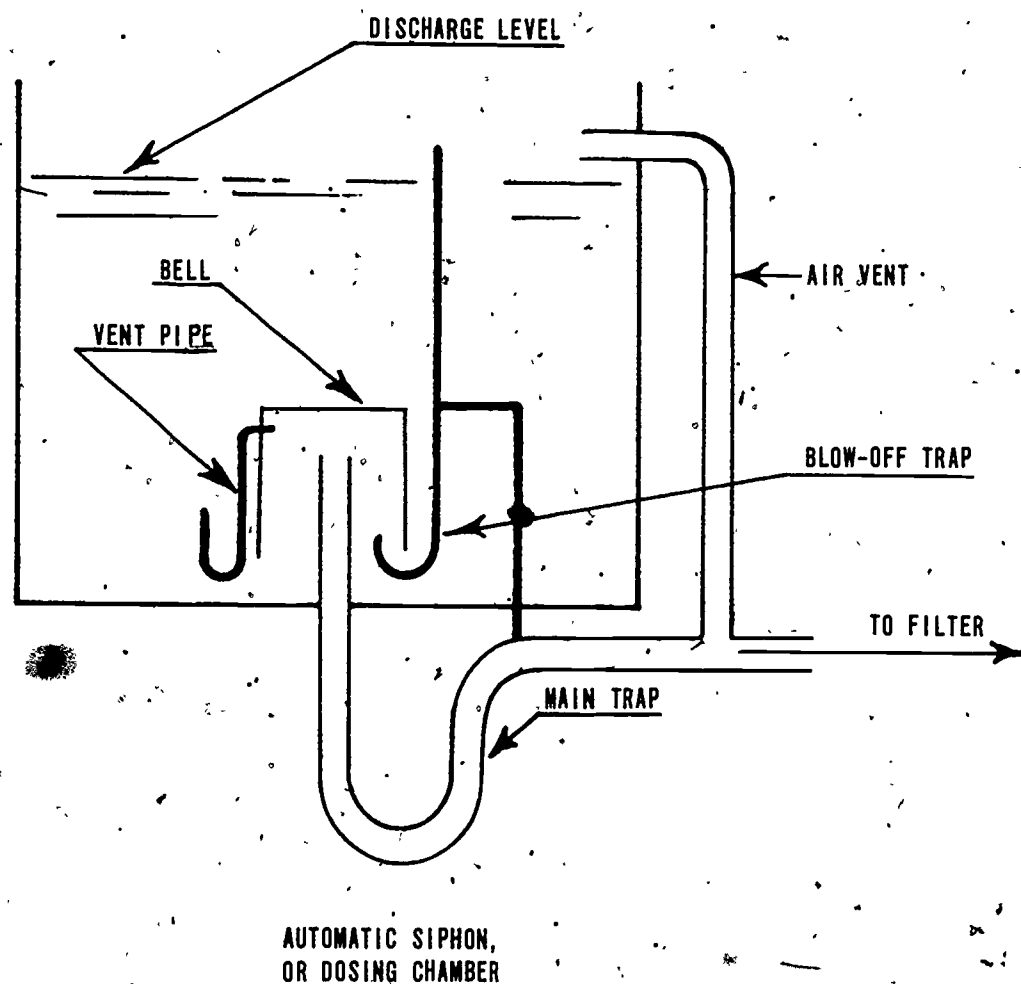 DISCHARGE LEVEL
BELL
AIR VENT
VENT PIPE
BLOW-OFF TRAP
TO FILTER
MAIN TRAP
AUTOMATIC SIPHON,
OR DOSING CHAMBER